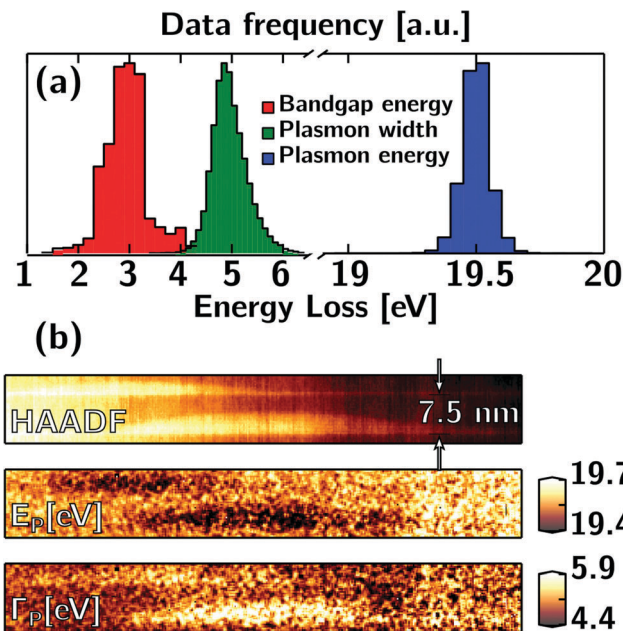 Data frequency [a.u.]
(a)
Bandgap energy
Plasmon width
Plasmon energy
1 2 3 4 5 6 19 19.5 20
Energy Loss [eV]
(b)
HAADF
7.5 nm
E_P[eV]
19.7
19.4
Γ_P[eV]
5.9
4.4